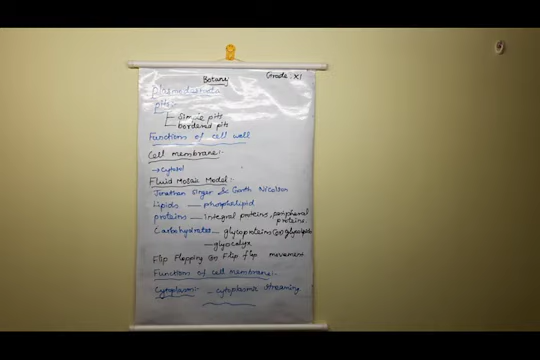 Botany
Grade: XI
Plasmodesmata
pits:-
Simple pits
bordered pits
Functions of cell wall
Cell membrane:-
→ Cytosol
Fluid Mosaic Model:-
Jonathan Singer & Garth Nicolson
Lipids — phospholipid
proteins — Integral proteins, peripheral proteins.
Carbohydrates — glycoproteins (or) glycolipids
— glycocalyx
Flip Flopping (or) Flip flop movement
Functions of cell membrane:-
Cytoplasm:- — cytoplasmic streaming